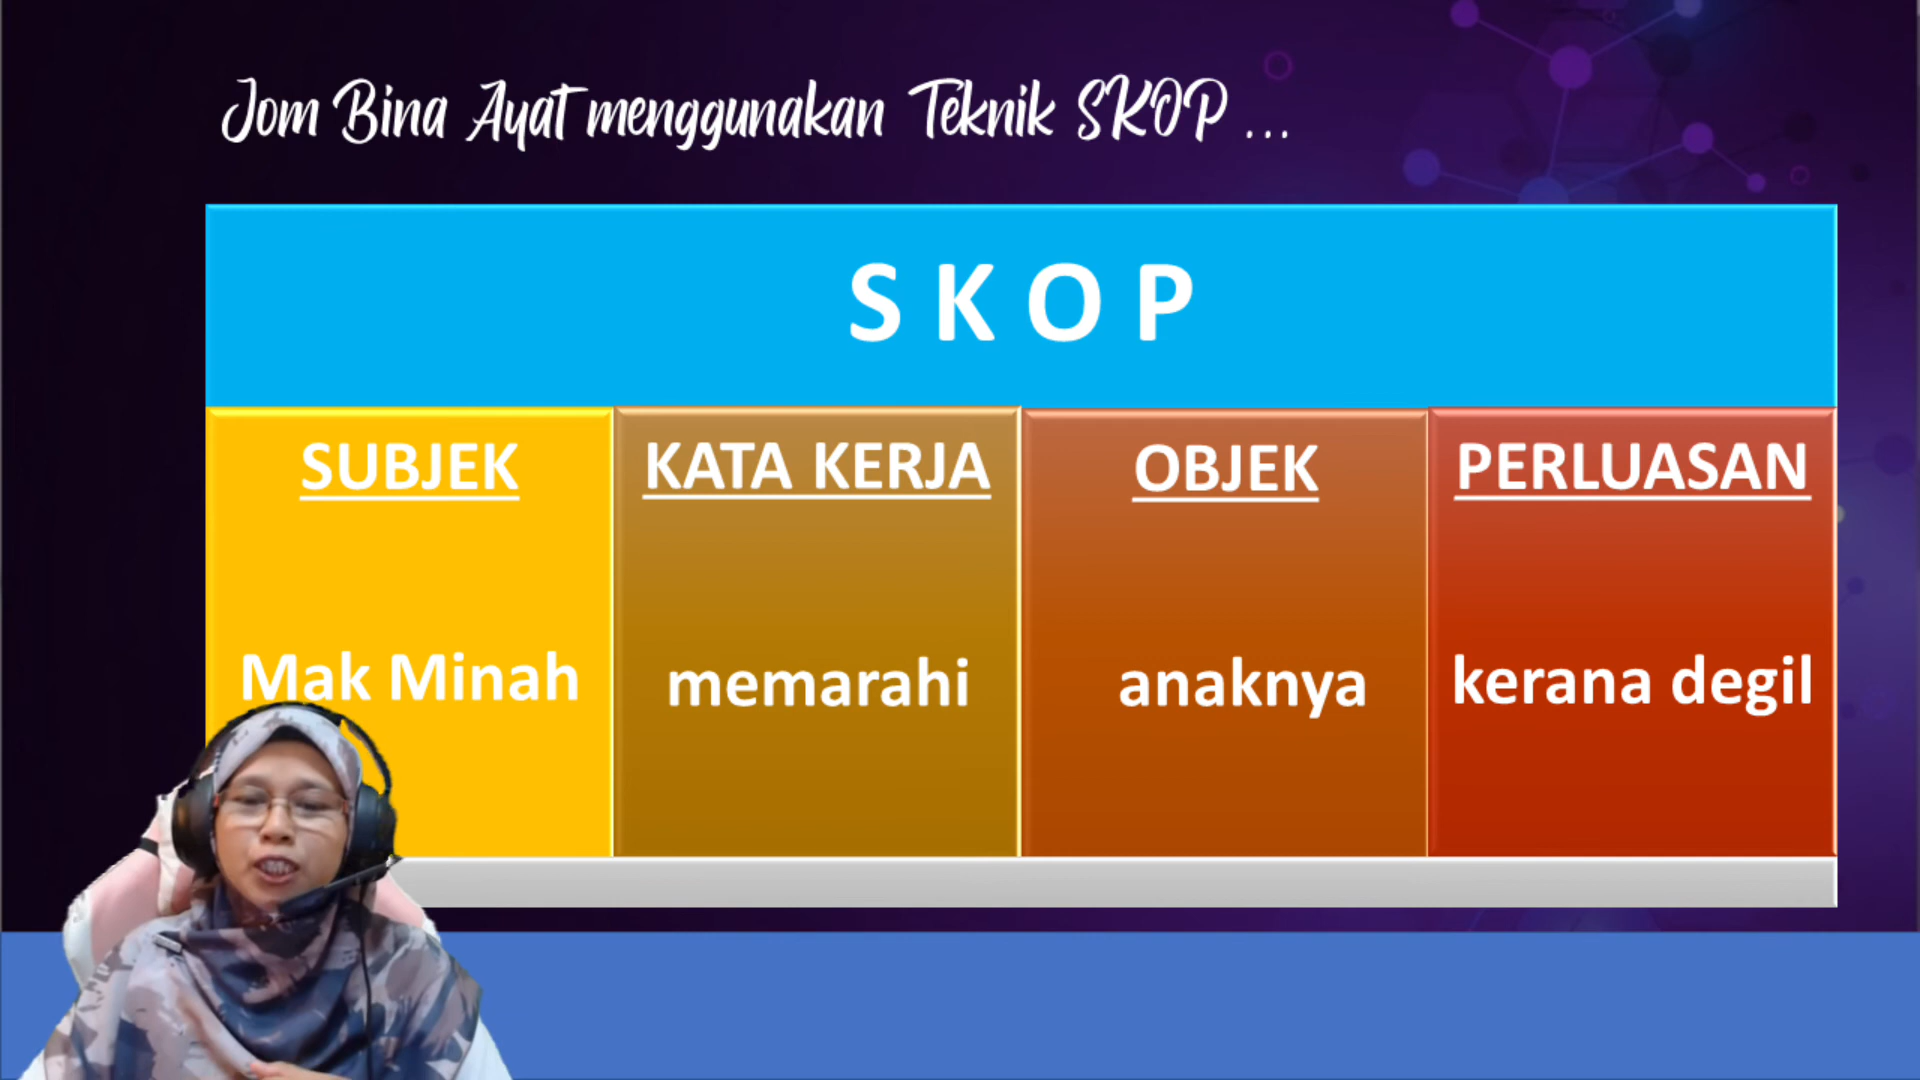 Jom Bina Ayat menggunakan Teknik SKOP ...
S K O P
SUBJEK
KATA KERJA
OBJEK
PERLUASAN
Mak Minah
memarahi
anaknya
kerana degil